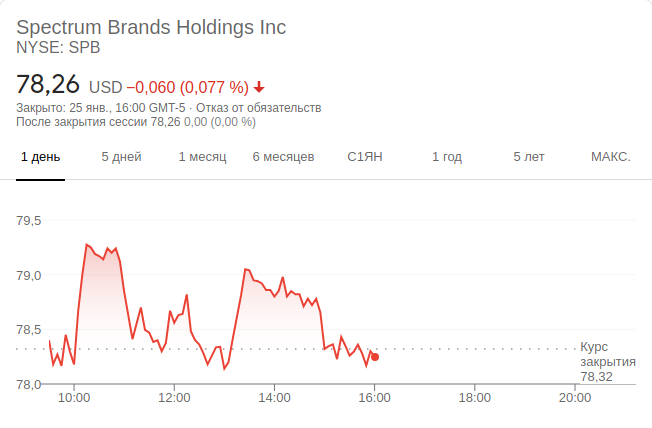 Spectrum Brands Holdings Inc
NYSE: SPB
78,26 USD −0,060 (0,077 %)
Закрыто: 25 янв., 16:00 GMT-5 · Отказ от обязательств
После закрытия сессии 78,26 0,00 (0,00 %)
1 день 5 дней 1 месяц 6 месяцев С1ЯН 1 год 5 лет МАКС.
79,5
79,0
78,5
Курс
закрытия
78,32
78,0
10:00 12:00 14:00 16:00 18:00 20:00